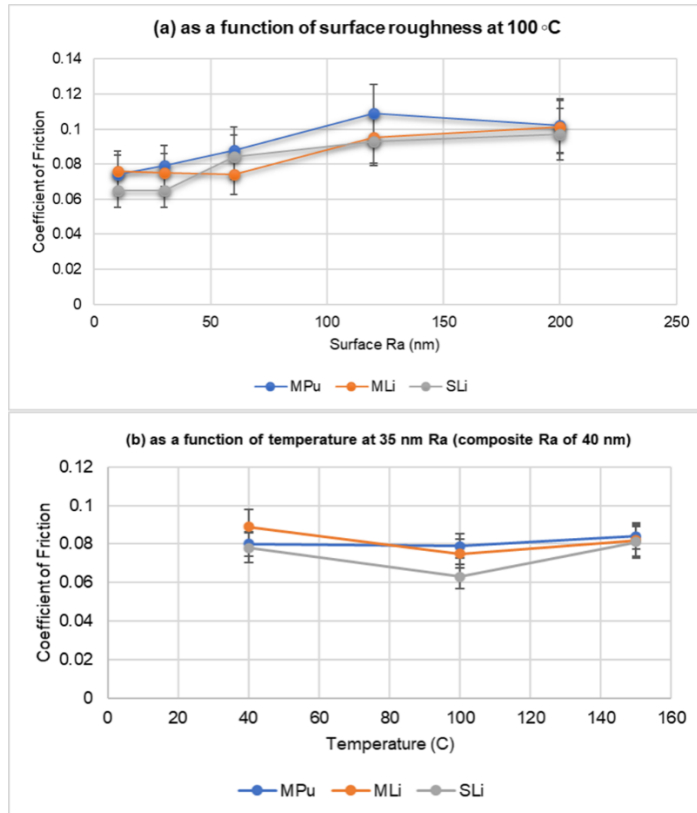 (a) as a function of surface roughness at 100 ◦C
0.14
0.12
0.1
0.08
0.06
0.04
0.02
0
Coefficient of Friction
0 50 100 150 200 250
Surface Ra (nm)
MPu MLi SLi
(b) as a function of temperature at 35 nm Ra (composite Ra of 40 nm)
0.12
0.1
0.08
0.06
0.04
0.02
0
Coefficient of Friction
0 20 40 60 80 100 120 140 160
Temperature (C)
MPu MLi SLi